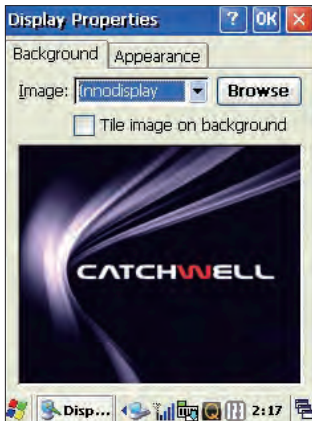 Display Properties ? OK ×
Background Appearance
Image: Innodisplay Browse
Tile image on background
CATCHWELL
Disp... 2:17